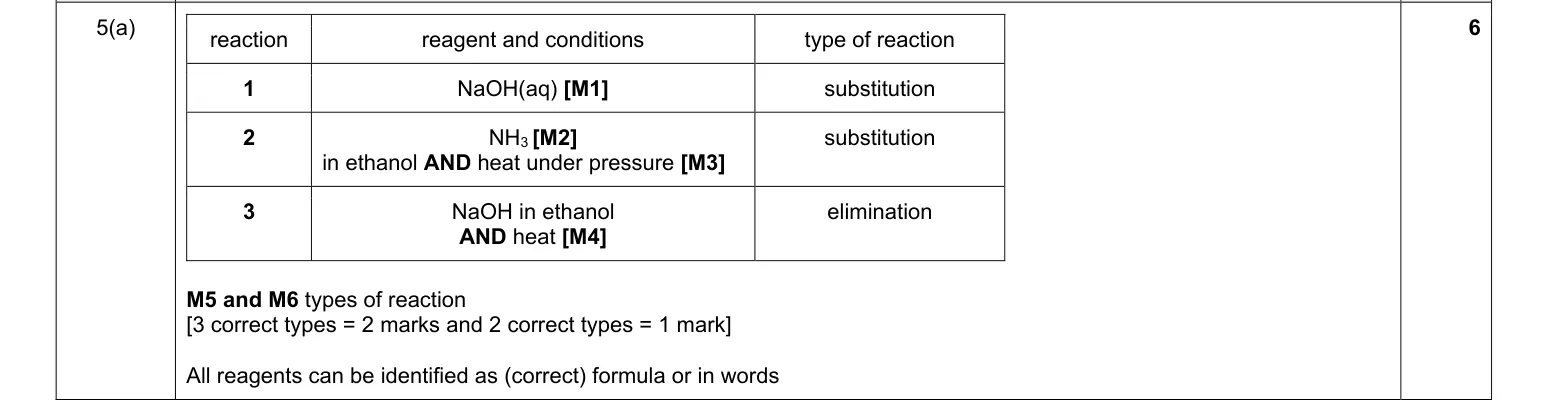 5(a)
6
reaction
reagent and conditions
type of reaction
1
NaOH(aq) [M1]
substitution
2
NH₃ [M2]
in ethanol AND heat under pressure [M3]
substitution
3
NaOH in ethanol
AND heat [M4]
elimination
M5 and M6 types of reaction
[3 correct types = 2 marks and 2 correct types = 1 mark]
All reagents can be identified as (correct) formula or in words